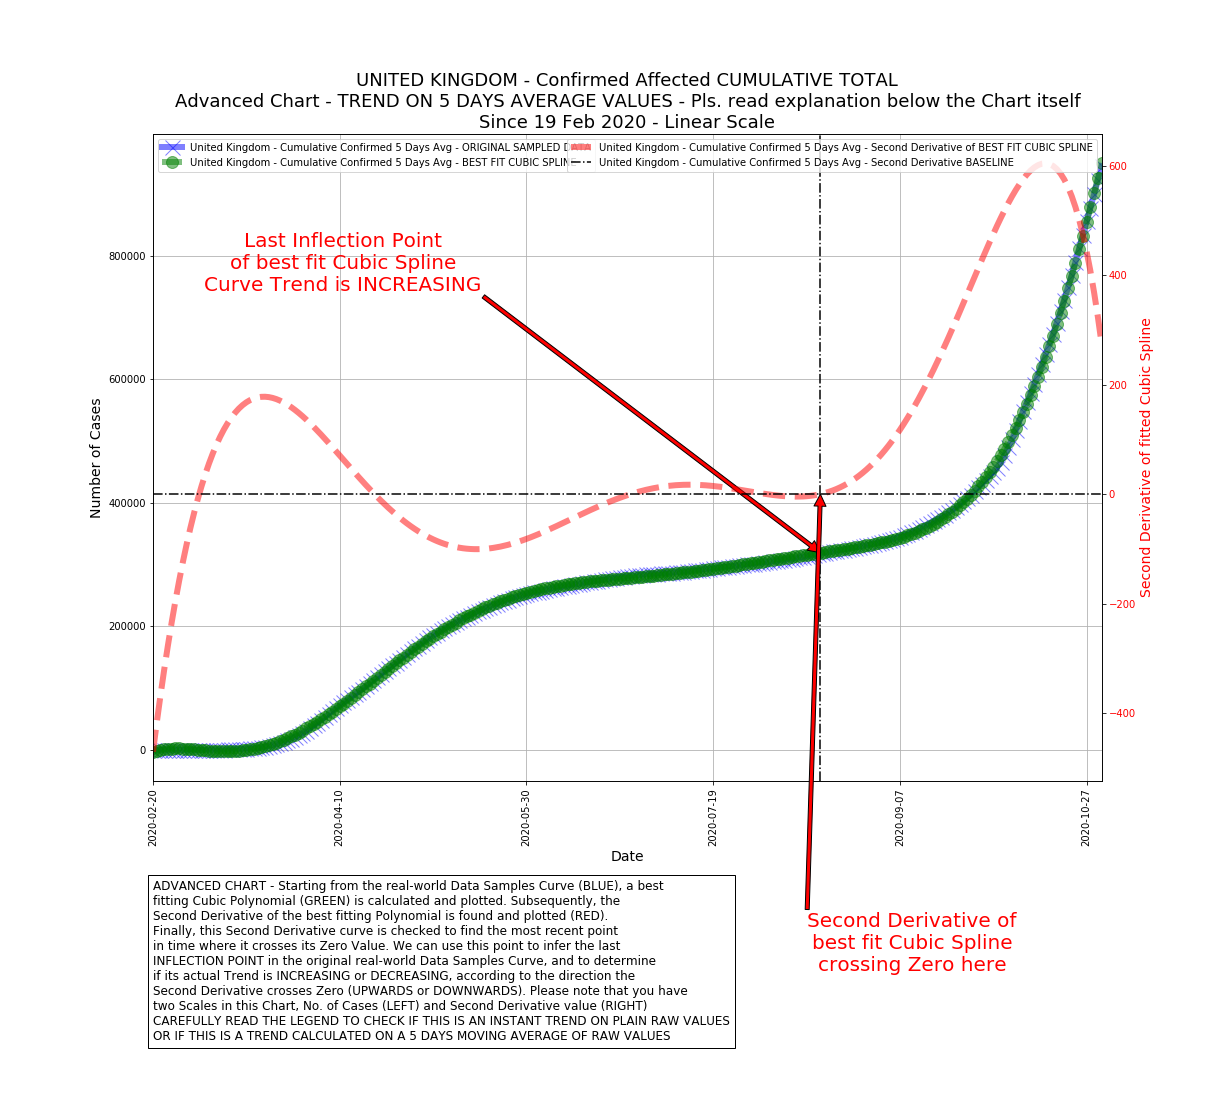 UNITED KINGDOM - Confirmed Affected CUMULATIVE TOTAL
Advanced Chart - TREND ON 5 DAYS AVERAGE VALUES - Pls. read explanation below the Chart itself
Since 19 Feb 2020 - Linear Scale
United Kingdom - Cumulative Confirmed 5 Days Avg - ORIGINAL SAMPLED
United Kingdom - Cumulative Confirmed 5 Days Avg - BEST FIT CUBIC SPLINE
United Kingdom - Cumulative Confirmed 5 Days Avg - Second Derivative of BEST FIT CUBIC SPLINE
United Kingdom - Cumulative Confirmed 5 Days Avg - Second Derivative BASELINE
Last Inflection Point
of best fit Cubic Spline
Curve Trend is INCREASING
Number of Cases
800000
600000
400000
200000
0
600
400
200
0
−200
−400
Second Derivative of fitted Cubic Spline
2020-02-20
2020-04-10
2020-05-30
2020-07-19
2020-09-07
2020-10-27
Date
Second Derivative of
best fit Cubic Spline
crossing Zero here
ADVANCED CHART - Starting from the real-world Data Samples Curve (BLUE), a best
fitting Cubic Polynomial (GREEN) is calculated and plotted. Subsequently, the
Second Derivative of the best fitting Polynomial is found and plotted (RED).
Finally, this Second Derivative curve is checked to find the most recent point
in time where it crosses its Zero Value. We can use this point to infer the last
INFLECTION POINT in the original real-world Data Samples Curve, and to determine
if its actual Trend is INCREASING or DECREASING, according to the direction the
Second Derivative crosses Zero (UPWARDS or DOWNWARDS). Please note that you have
two Scales in this Chart, No. of Cases (LEFT) and Second Derivative value (RIGHT)
CAREFULLY READ THE LEGEND TO CHECK IF THIS IS AN INSTANT TREND ON PLAIN RAW VALUES
OR IF THIS IS A TREND CALCULATED ON A 5 DAYS MOVING AVERAGE OF RAW VALUES